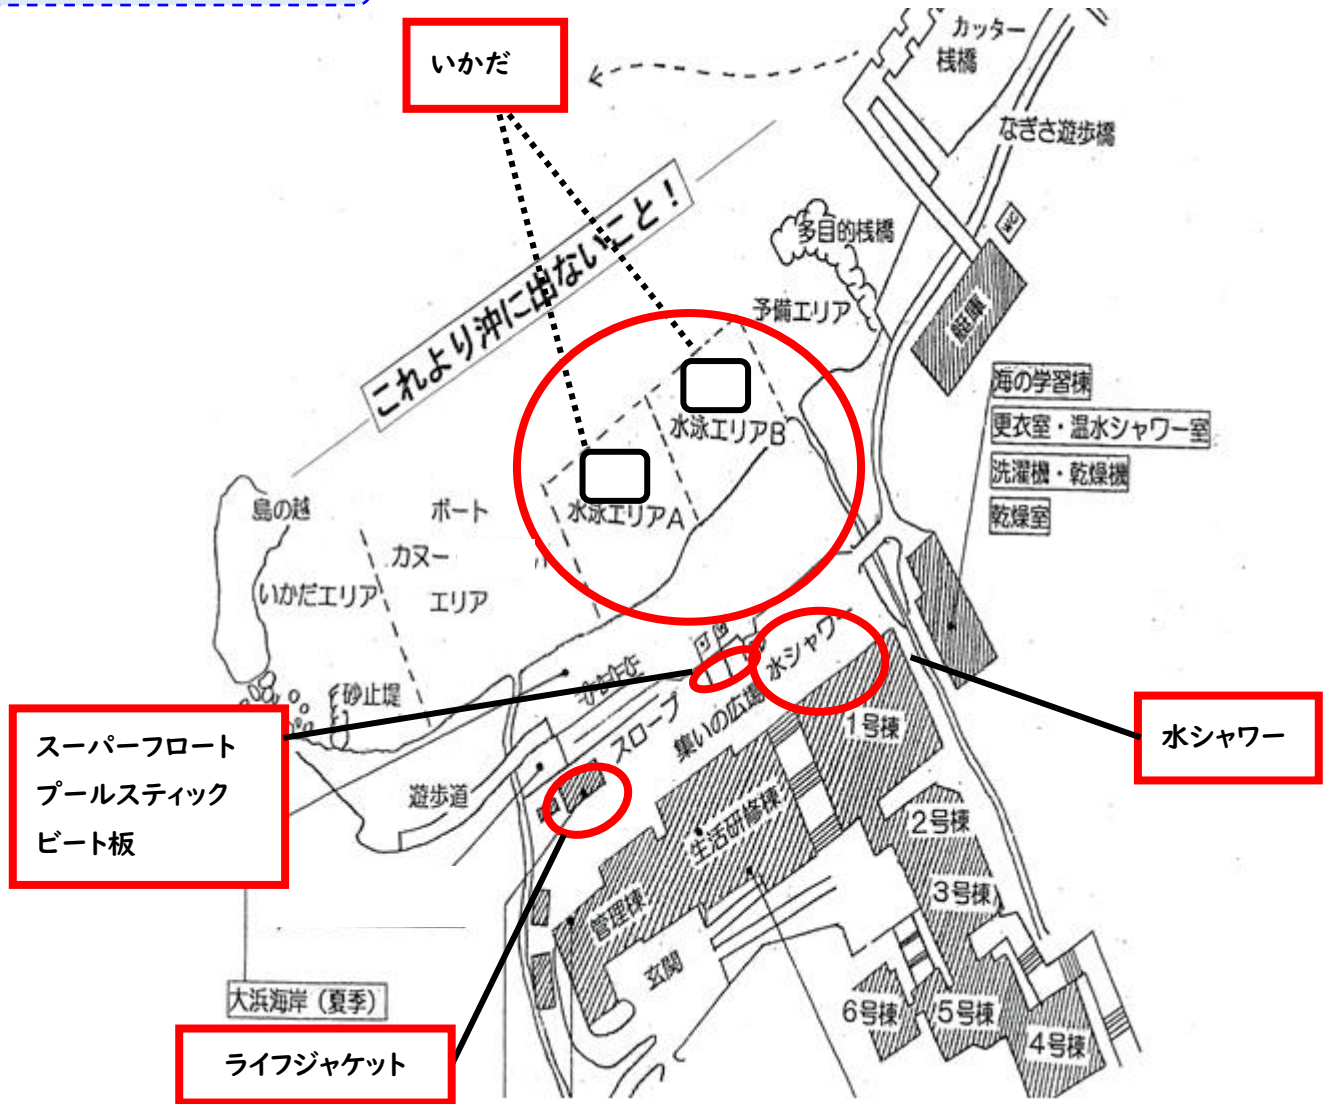 いかだ
カッター
桟橋
なぎさ遊歩橋
WC
これより沖に出ないこと！
多目的桟橋
予備エリア
艇庫
海の学習棟
更衣室・温水シャワー室
洗濯機・乾燥機
乾燥室
水泳エリアB
水泳エリアA
島の越
ボート
カヌー
エリア
いかだエリア
砂止堤
水シャワー
水シャワー
スーパーフロート
プールスティック
ビート板
スロープ
集いの広場
遊歩道
1号棟
2号棟
3号棟
生活研修棟
管理棟
玄関
6号棟
5号棟
4号棟
大浜海岸（夏季）
ライフジャケット